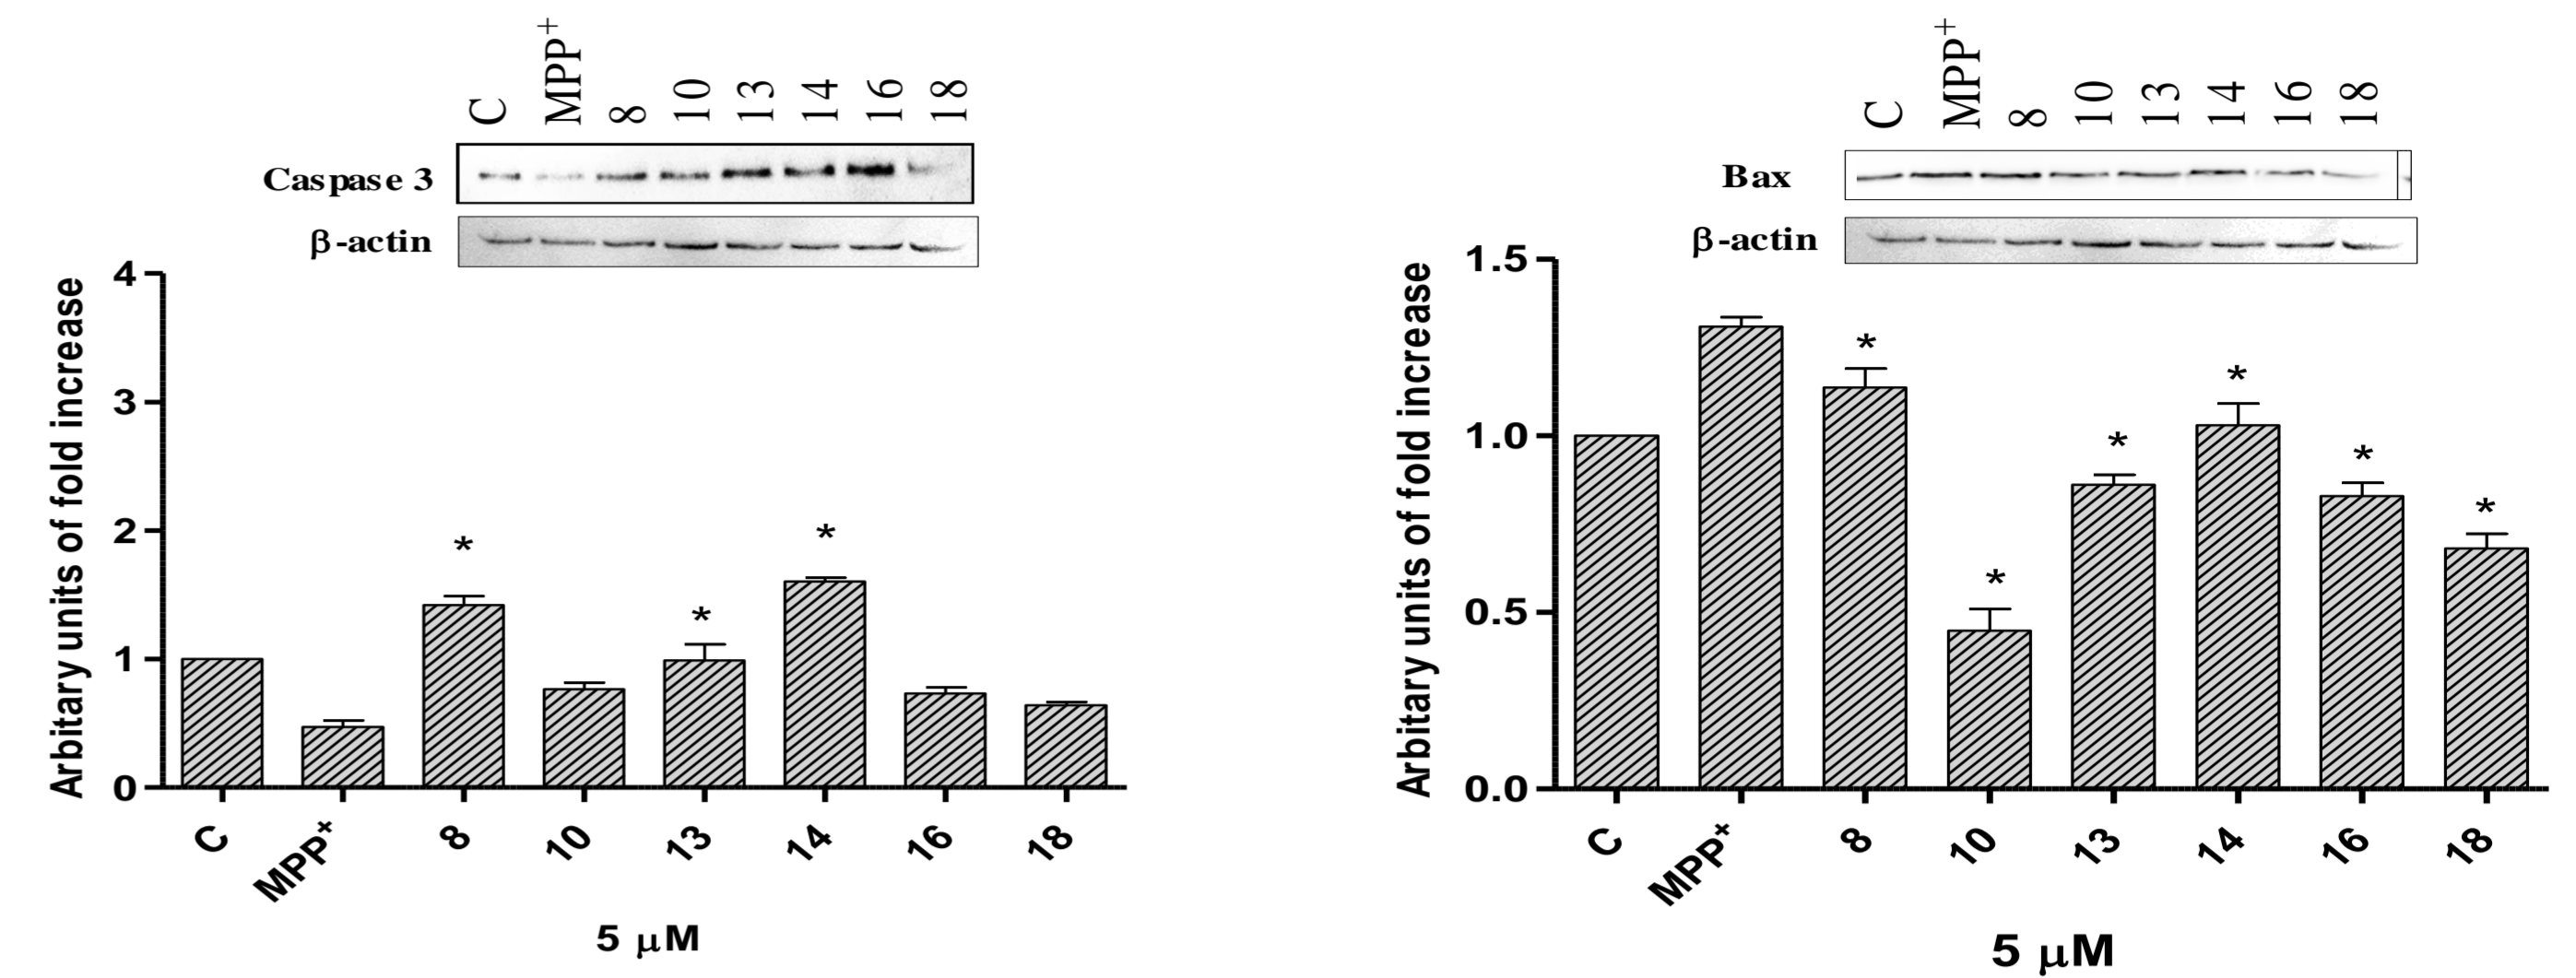 C MPP+ 8 10 13 14 16 18
Caspase 3
β-actin
Arbitary units of fold increase
4
3
2
1
0
* * *
C MPP+ 8 10 13 14 16 18
5 μM
C MPP+ 8 10 13 14 16 18
Bax
β-actin
Arbitary units of fold increase
1.5
1.0
0.5
0.0
* * * * * *
C MPP+ 8 10 13 14 16 18
5 μM